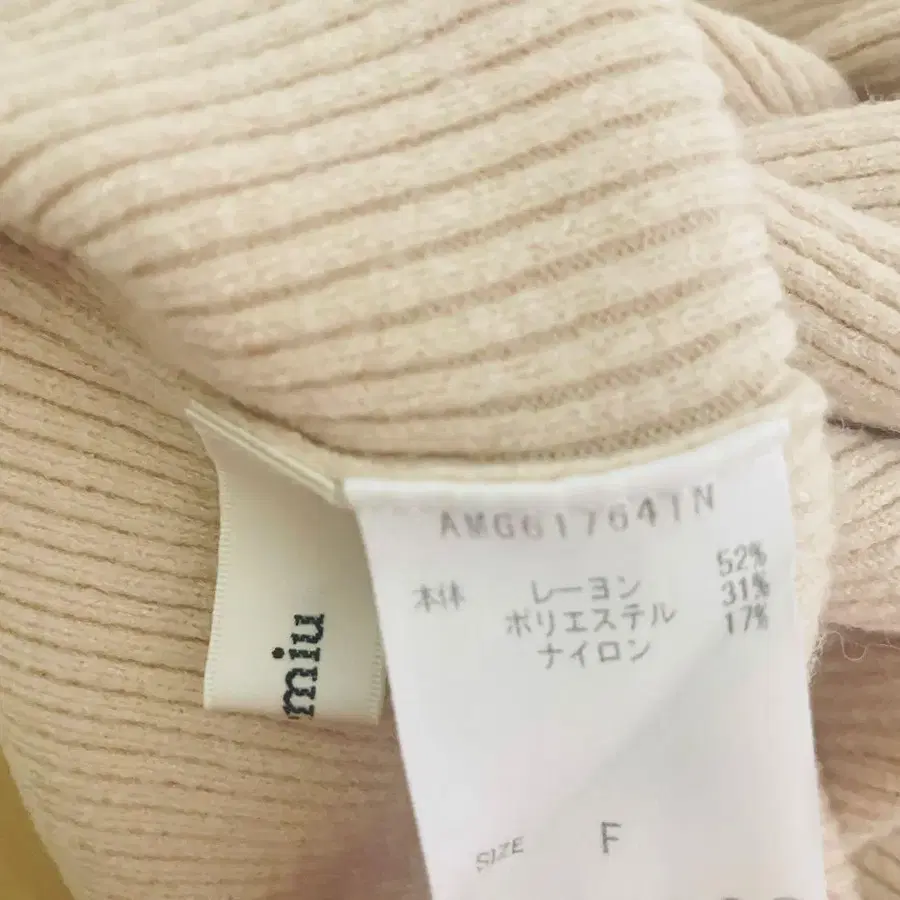 AMG617641N
本体 レーヨン 52%
ポリエステル 31%
ナイロン 17%
SIZE F
miu